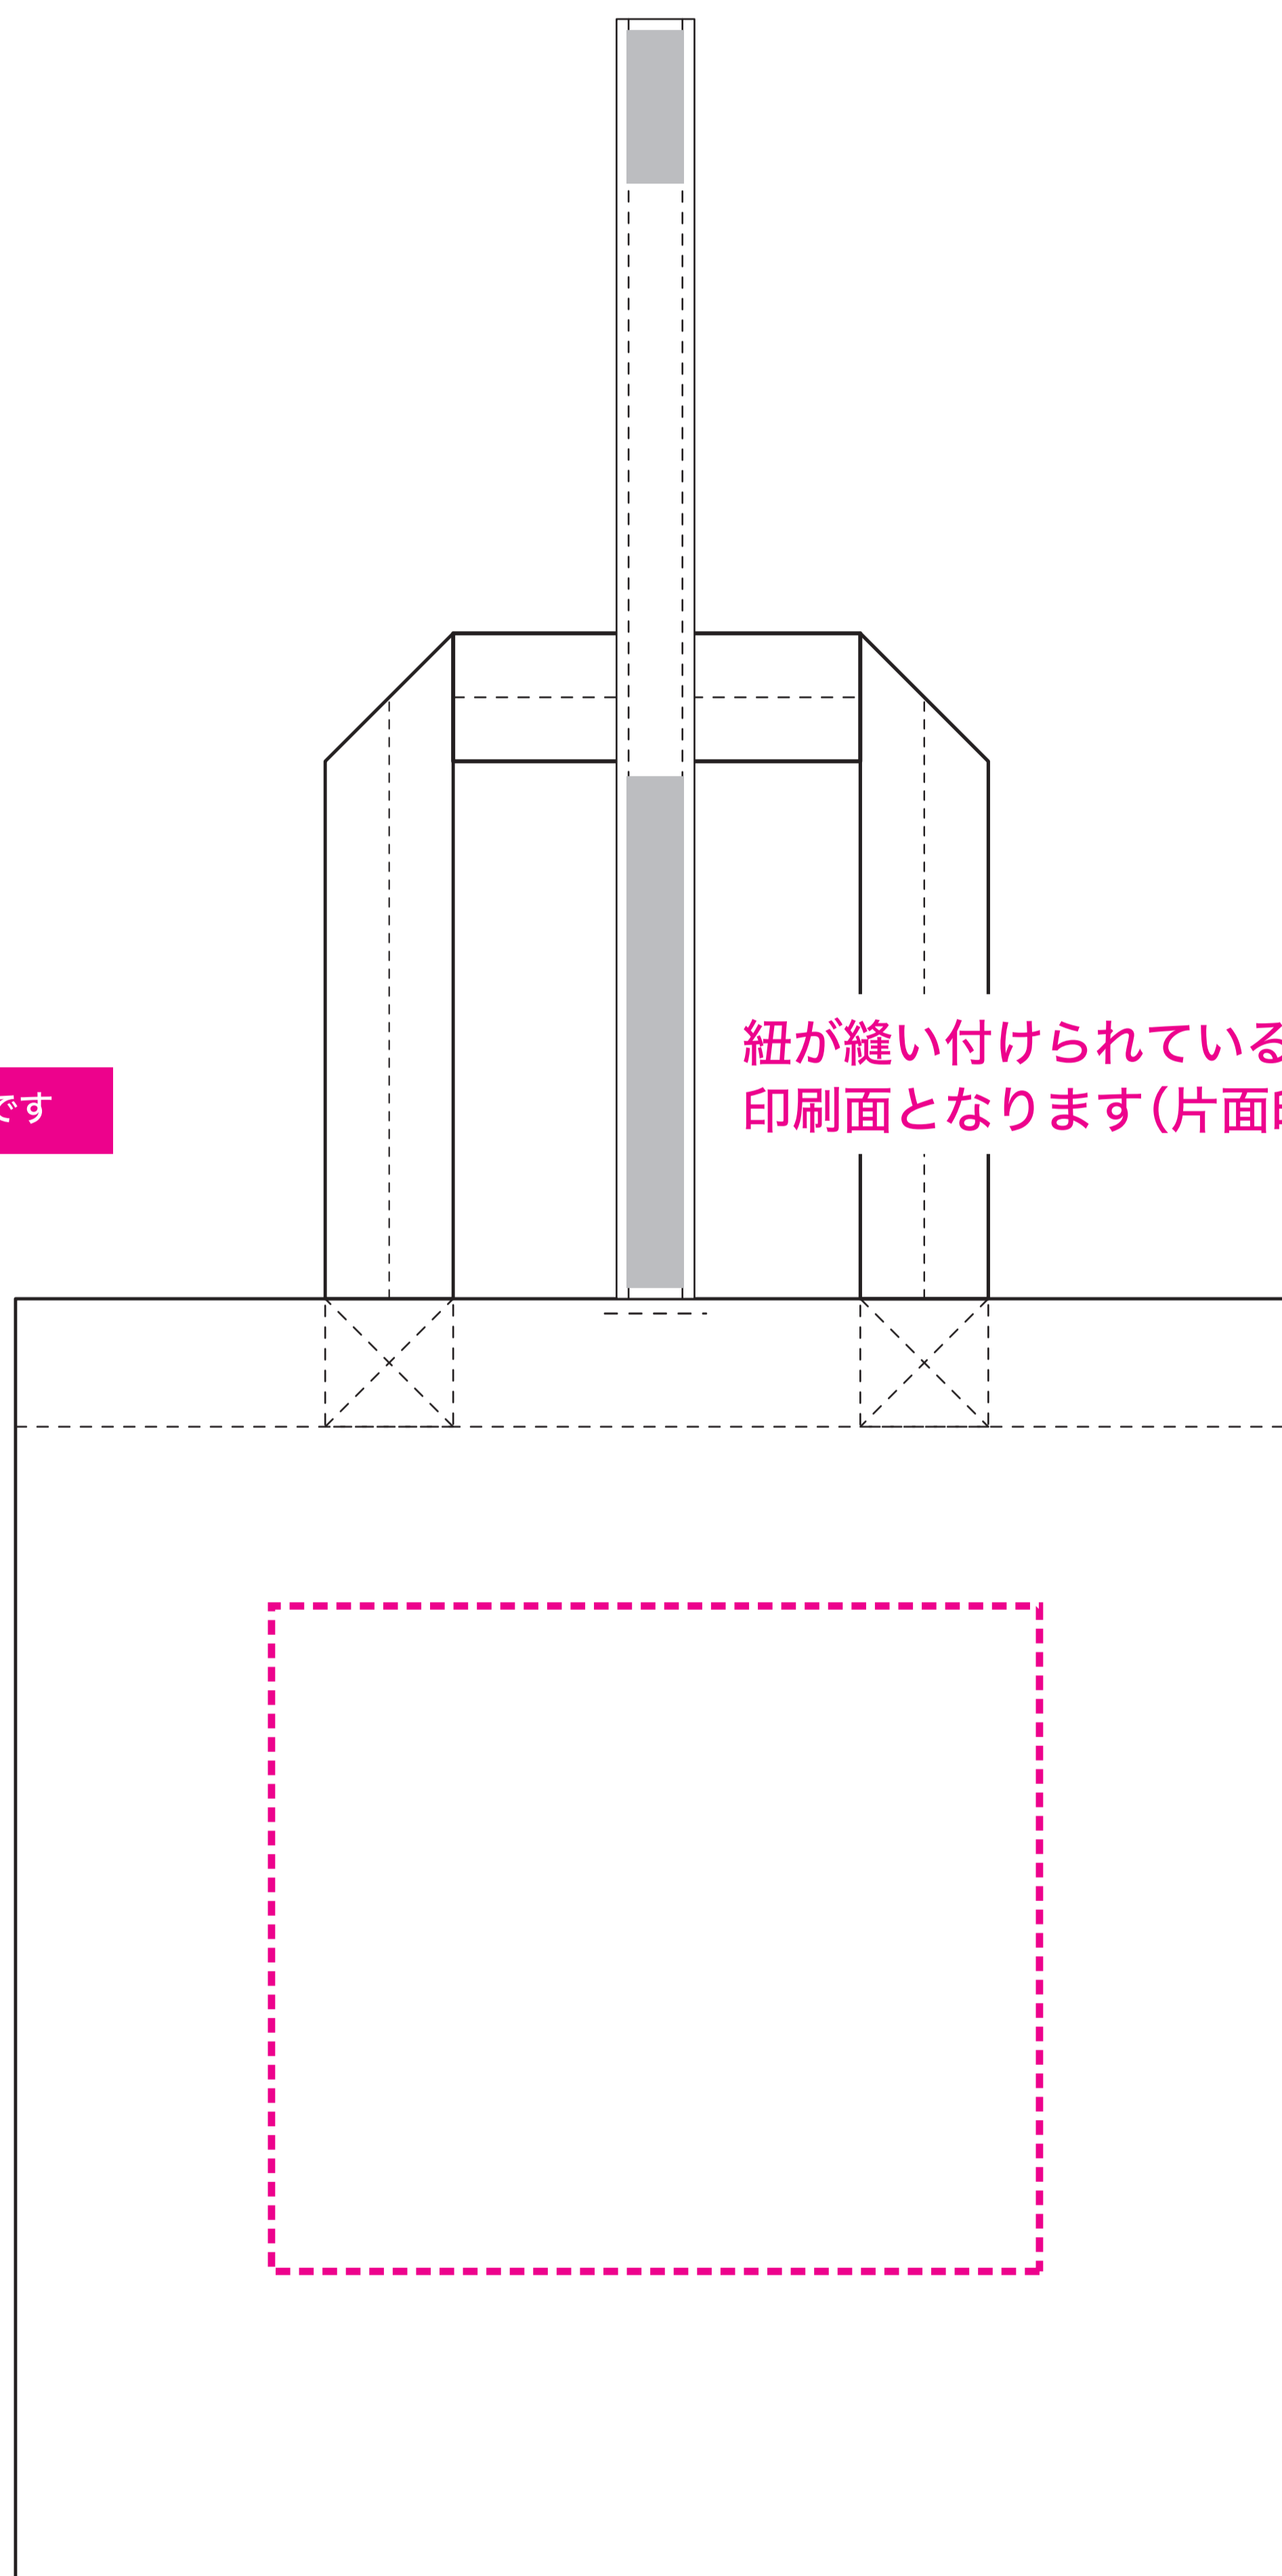 紐が縫い付けられている
印刷面となります（片面
です